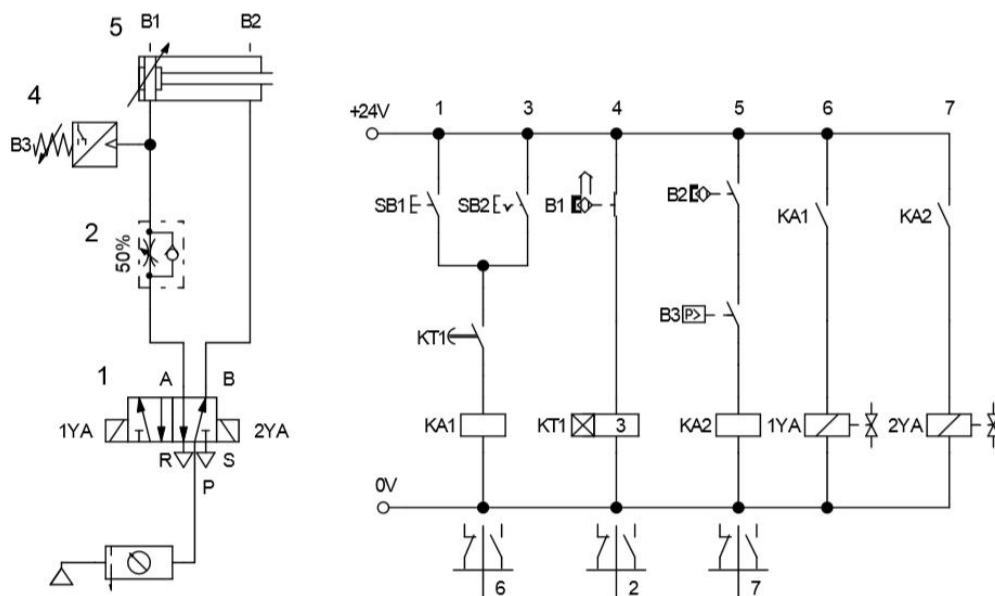 5 B1 B2
4
B3
2
50%
1 A B
1YA 2YA
R S
P
1 3 4 5 6 7
+24V
SB1 SB2 B1 B2 KA1 KA2
KT1 B3 P>
KA1 KT1 3 KA2 1YA 2YA
0V
6 2 7